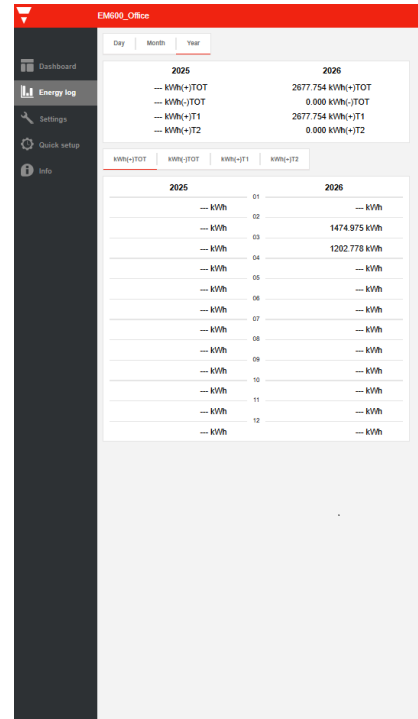 EM600_Office
Day Month Year
Dashboard
Energy log
Settings
Quick setup
Info
2025 2026
--- kWh(+)TOT 2677.754 kWh(+)TOT
--- kWh(-)TOT 0.000 kWh(-)TOT
--- kWh(+)T1 2677.754 kWh(+)T1
--- kWh(+)T2 0.000 kWh(+)T2
kWh(+)TOT kWh(-)TOT kWh(+)T1 kWh(+)T2
2025 2026
01
--- kWh --- kWh
02
--- kWh 1474.975 kWh
03
--- kWh 1202.778 kWh
04
--- kWh --- kWh
05
--- kWh --- kWh
06
--- kWh --- kWh
07
--- kWh --- kWh
08
--- kWh --- kWh
09
--- kWh --- kWh
10
--- kWh --- kWh
11
--- kWh --- kWh
12
--- kWh --- kWh